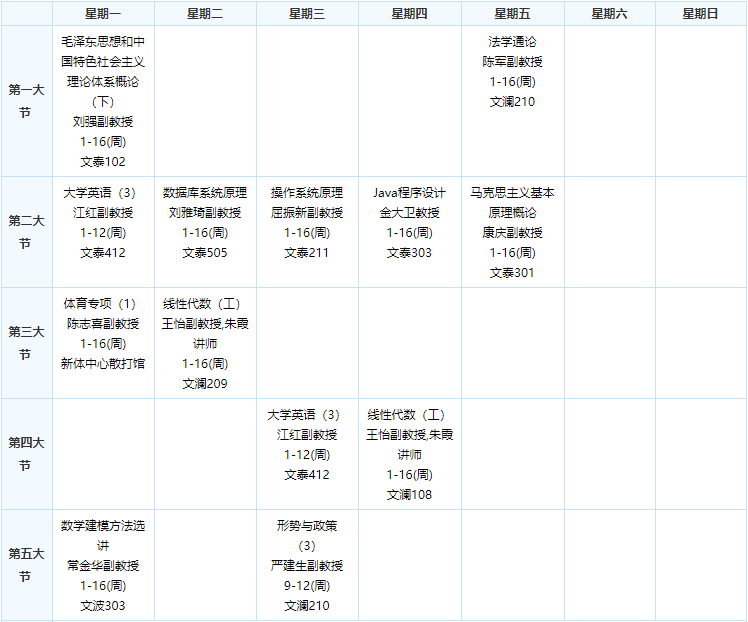 星期一
星期二
星期三
星期四
星期五
星期六
星期日
第一大
节
毛泽东思想和中
国特色社会主义
理论体系概论
（下）
刘强副教授
1-16(周)
文泰102
法学通论
陈军副教授
1-16(周)
文澜210
第二大
节
大学英语（3）
江红副教授
1-12(周)
文泰412
数据库系统原理
刘雅琦副教授
1-16(周)
文泰505
操作系统原理
屈振新副教授
1-16(周)
文泰211
Java程序设计
金大卫教授
1-16(周)
文泰303
马克思主义基本
原理概论
康庆副教授
1-16(周)
文泰301
第三大
节
体育专项（1）
陈志喜副教授
1-16(周)
新体中心散打馆
线性代数（工）
王怡副教授,朱霞
讲师
1-16(周)
文澜209
第四大
节
大学英语（3）
江红副教授
1-12(周)
文泰412
线性代数（工）
王怡副教授,朱霞
讲师
1-16(周)
文澜108
第五大
节
数学建模方法选
讲
常金华副教授
1-16(周)
文波303
形势与政策
（3）
严建生副教授
9-12(周)
文澜210